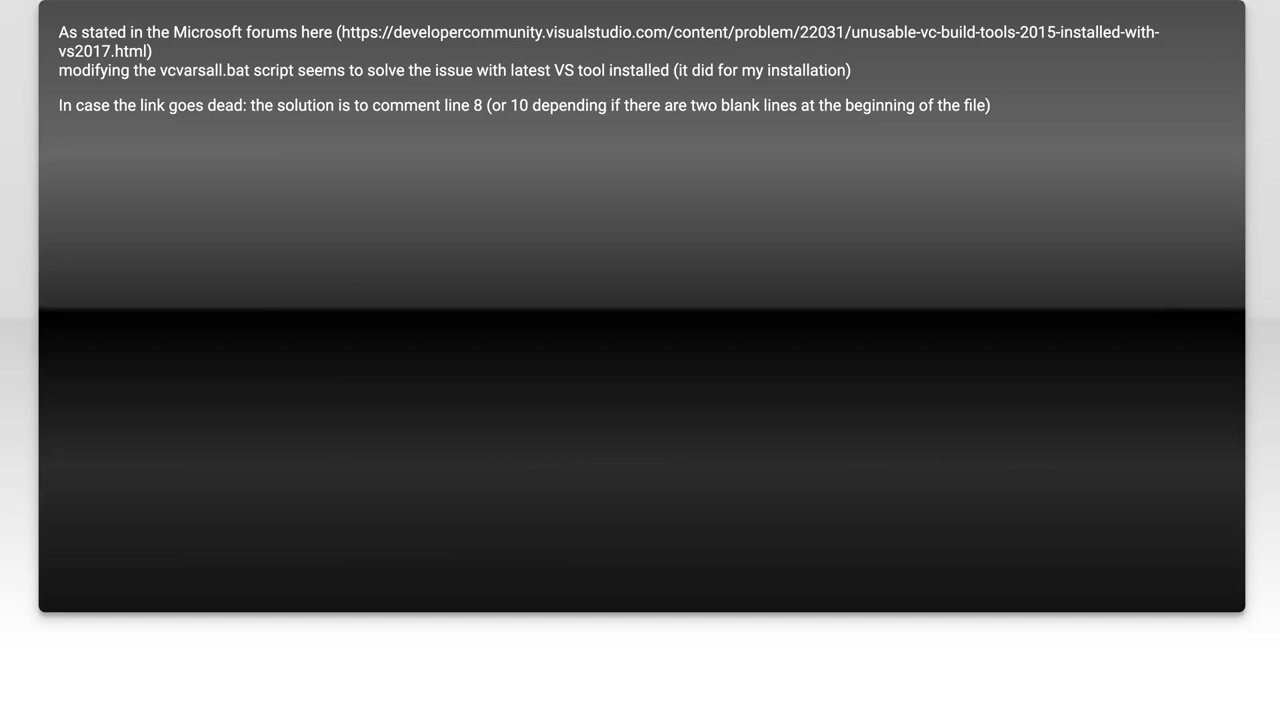 As stated in the Microsoft forums here (https://developercommunity.visualstudio.com/content/problem/22031/unusable-vc-build-tools-2015-installed-with-
vs2017.html)
modifying the vcvarsall.bat script seems to solve the issue with latest VS tool installed (it did for my installation)
In case the link goes dead: the solution is to comment line 8 (or 10 depending if there are two blank lines at the beginning of the file)